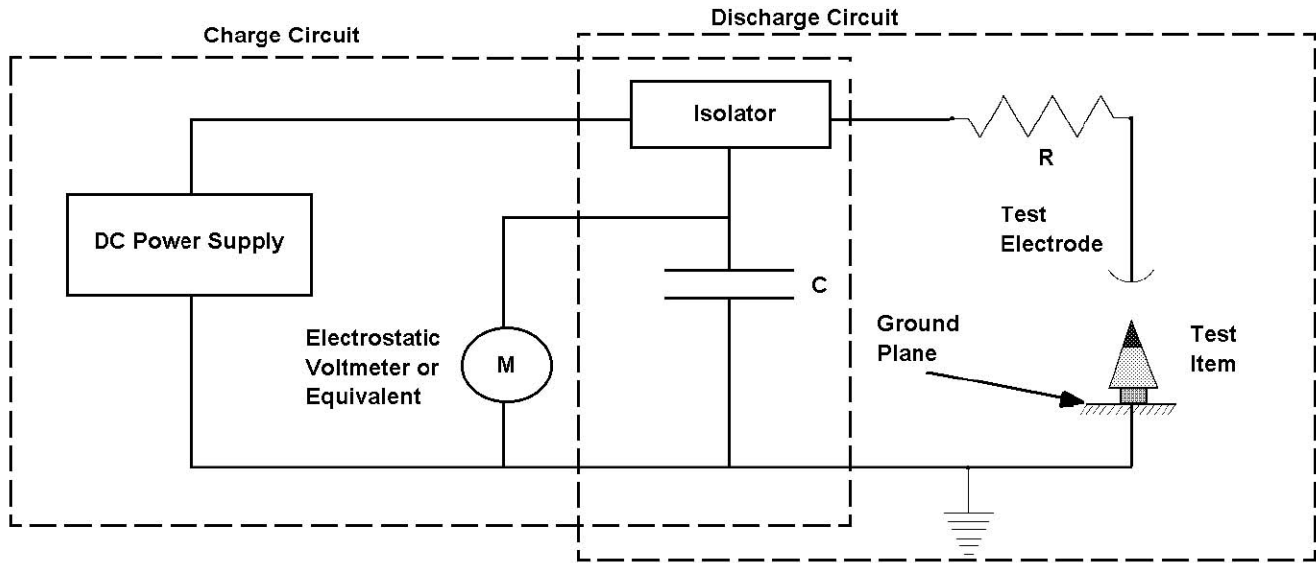 Discharge Circuit
Charge Circuit
Isolator
R
DC Power Supply
Test
Electrode
C
Ground
Plane
Test
Item
Electrostatic
Voltmeter or
Equivalent
M